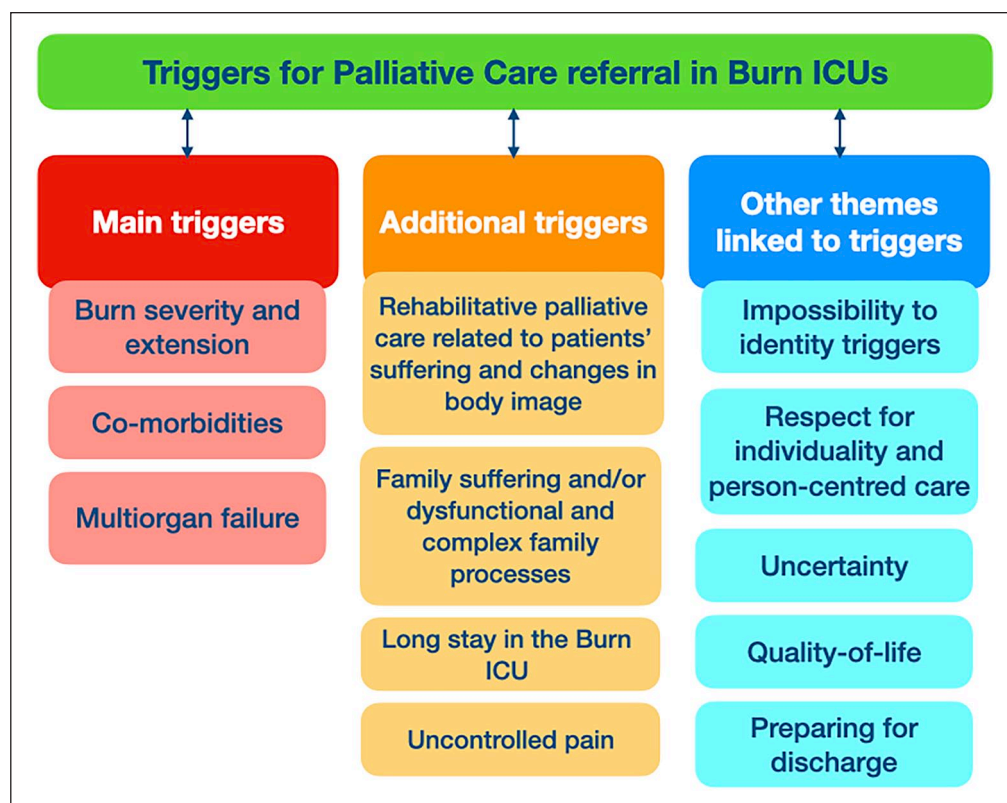 Triggers for Palliative Care referral in Burn ICUs
Main triggers
Burn severity and
extension
Co-morbidities
Multiorgan failure
Additional triggers
Rehabilitative palliative
care related to patients’
suffering and changes in
body image
Family suffering and/or
dysfunctional and
complex family
processes
Long stay in the Burn
ICU
Uncontrolled pain
Other themes
linked to triggers
Impossibility to
identity triggers
Respect for
individuality and
person-centred care
Uncertainty
Quality-of-life
Preparing for
discharge